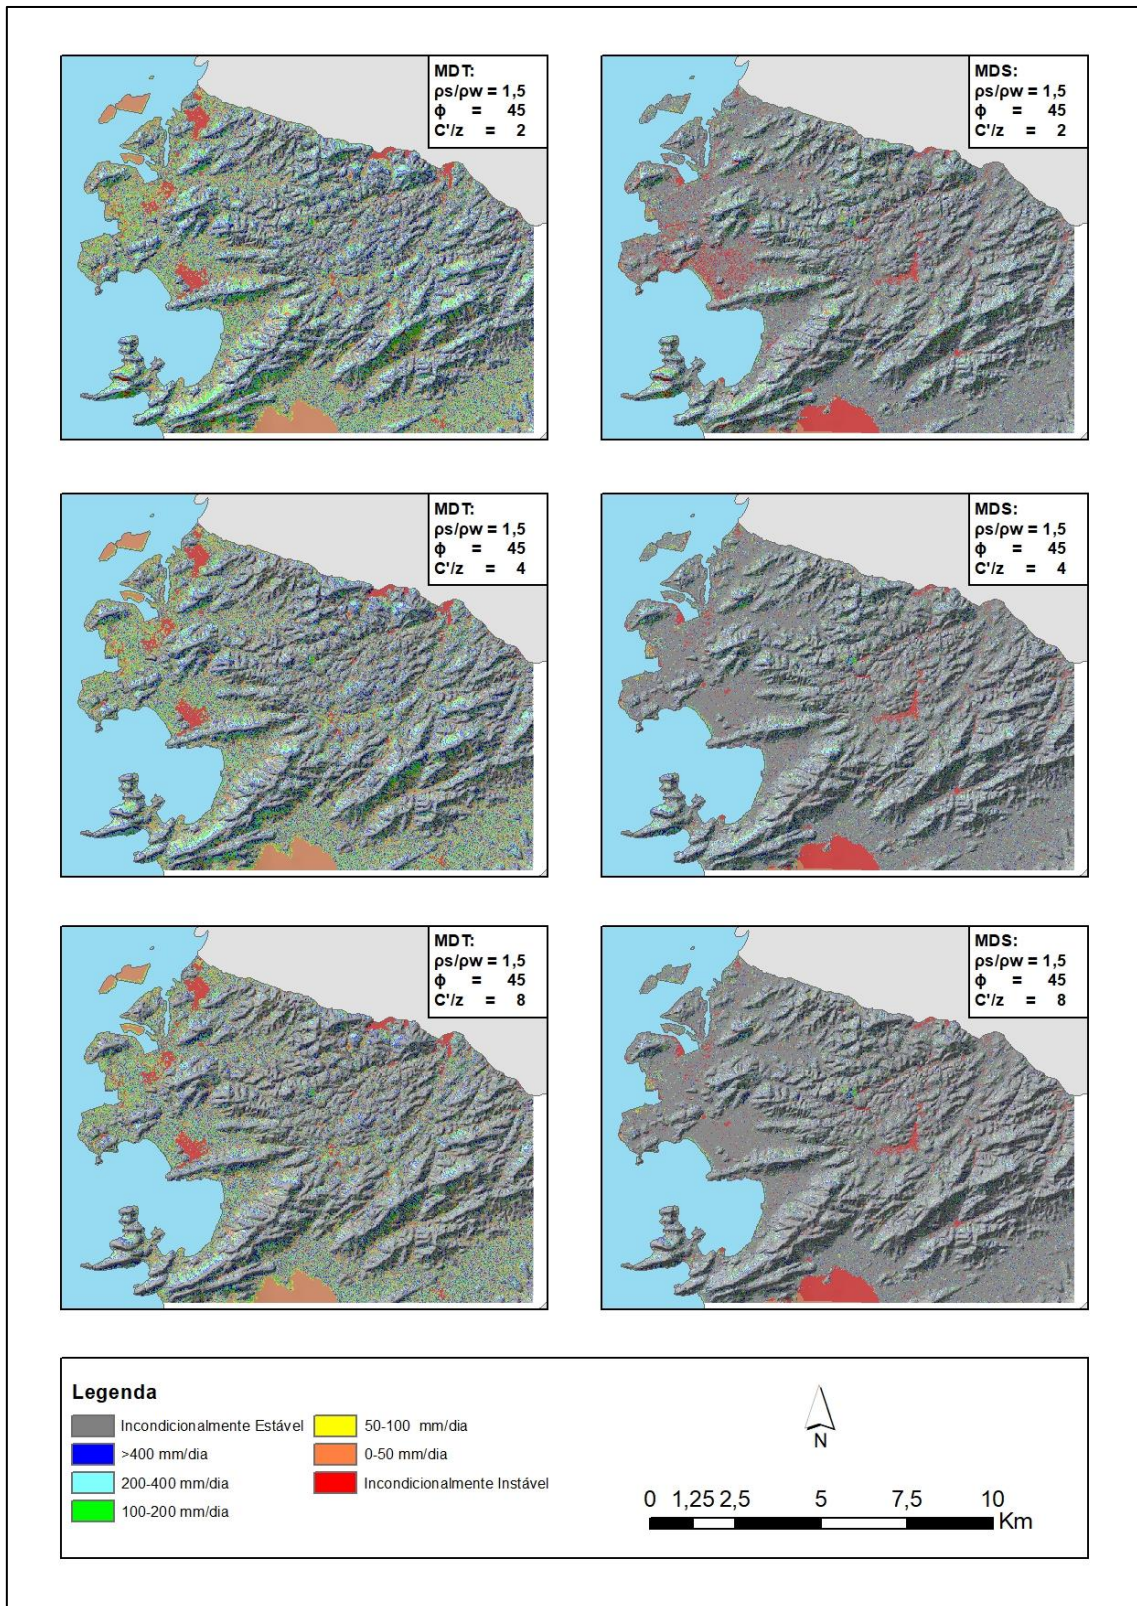 MDT:
ρs/ρw = 1,5
ϕ = 45
C'/z = 2
MDS:
ρs/ρw = 1,5
ϕ = 45
C'/z = 2
MDT:
ρs/ρw = 1,5
ϕ = 45
C'/z = 4
MDS:
ρs/ρw = 1,5
ϕ = 45
C'/z = 4
MDT:
ρs/ρw = 1,5
ϕ = 45
C'/z = 8
MDS:
ρs/ρw = 1,5
ϕ = 45
C'/z = 8
Legenda
Incondicionalmente Estável
>400 mm/dia
200-400 mm/dia
100-200 mm/dia
50-100 mm/dia
0-50 mm/dia
Incondicionalmente Instável
N
0 1,25 2,5 5 7,5 10
Km